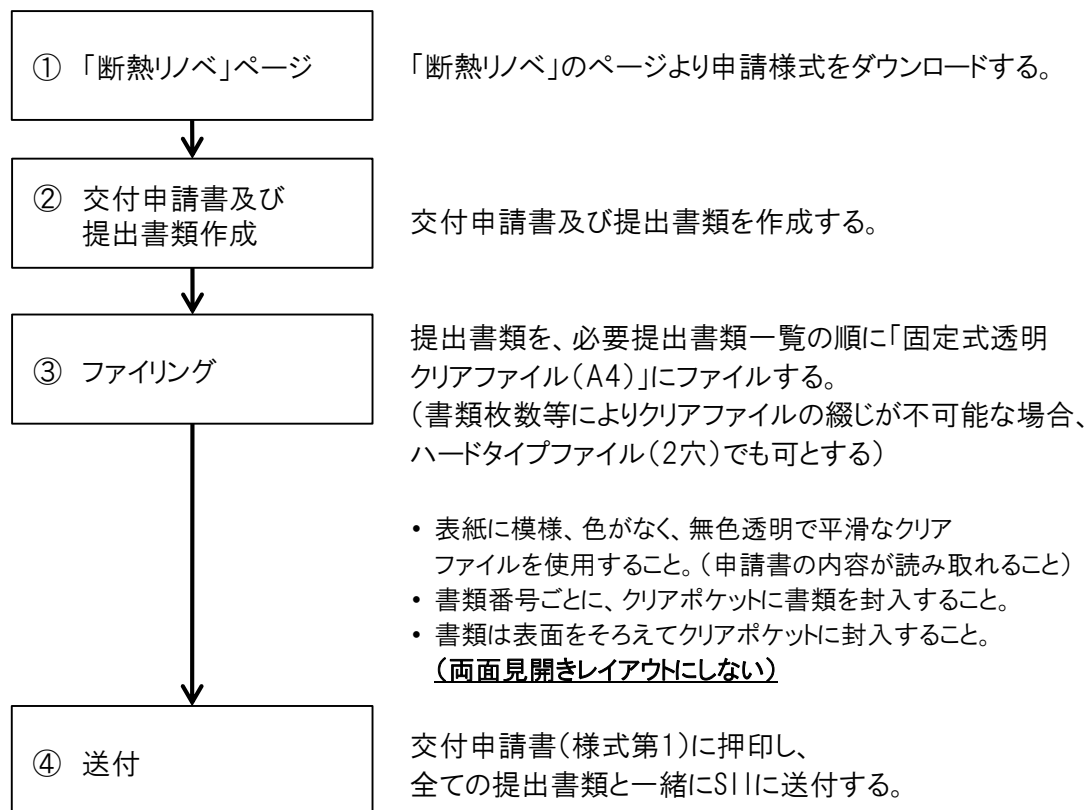 ① 「断熱リノベ」ページ
「断熱リノベ」のページより申請様式をダウンロードする。
② 交付申請書及び
提出書類作成
交付申請書及び提出書類を作成する。
③ ファイリング
提出書類を、必要提出書類一覧の順に「固定式透明
クリアファイル(A4)」にファイルする。
(書類枚数等によりクリアファイルの綴じが不可能な場合、
ハードタイプファイル(2穴)でも可とする)
• 表紙に模様、色がなく、無色透明で平滑なクリア
ファイルを使用すること。(申請書の内容が読み取れること)
• 書類番号ごとに、クリアポケットに書類を封入すること。
• 書類は表面をそろえてクリアポケットに封入すること。
(両面見開きレイアウトにしない)
④ 送付
交付申請書(様式第1)に押印し、
全ての提出書類と一緒にSIIに送付する。